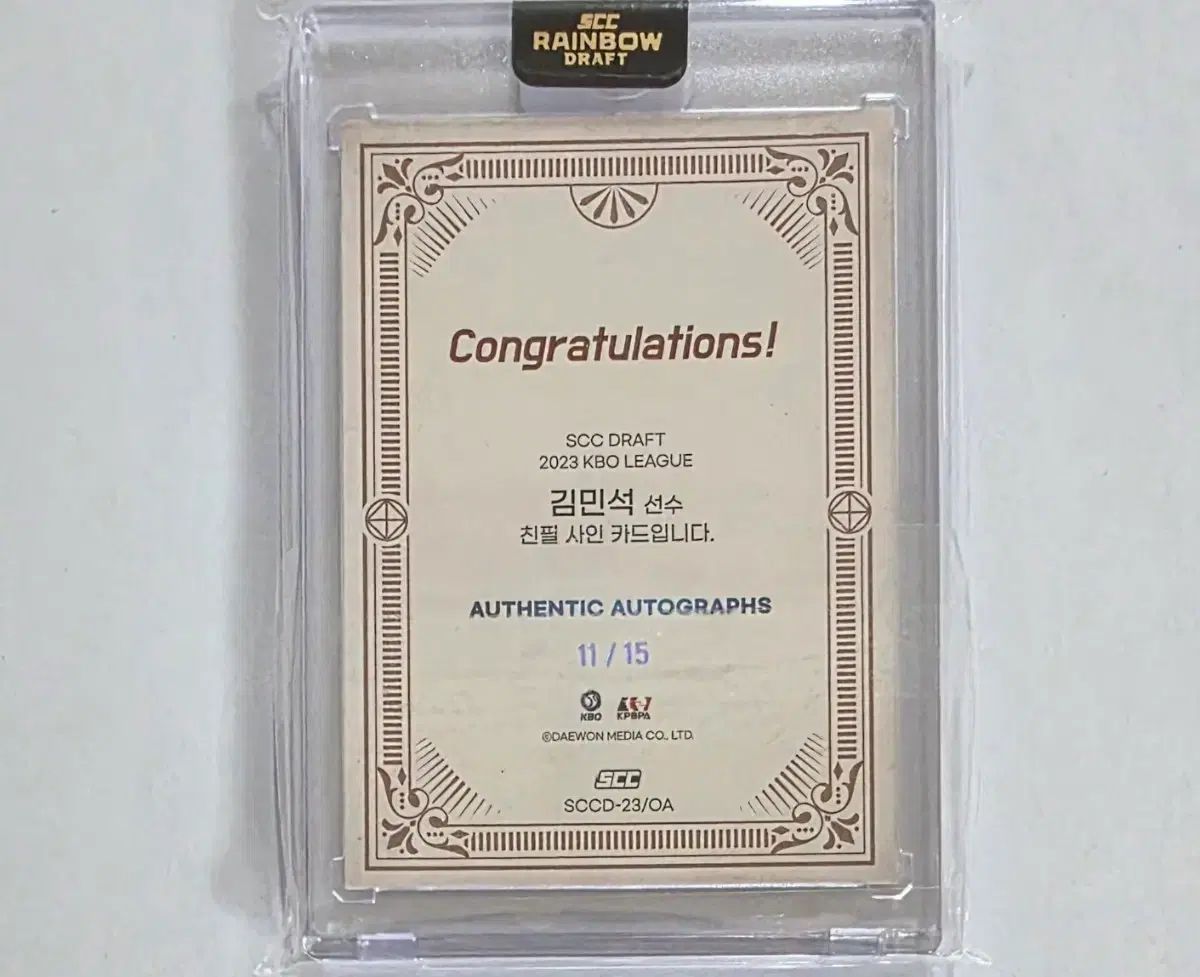 SCC
RAINBOW
DRAFT
Congratulations!
SCC DRAFT
2023 KBO LEAGUE
김민석 선수
친필 사인 카드입니다.
AUTHENTIC AUTOGRAPHS
11 / 15
KBO KPBPA
©DAEWON MEDIA CO., LTD.
SCC
SCCD-23/OA